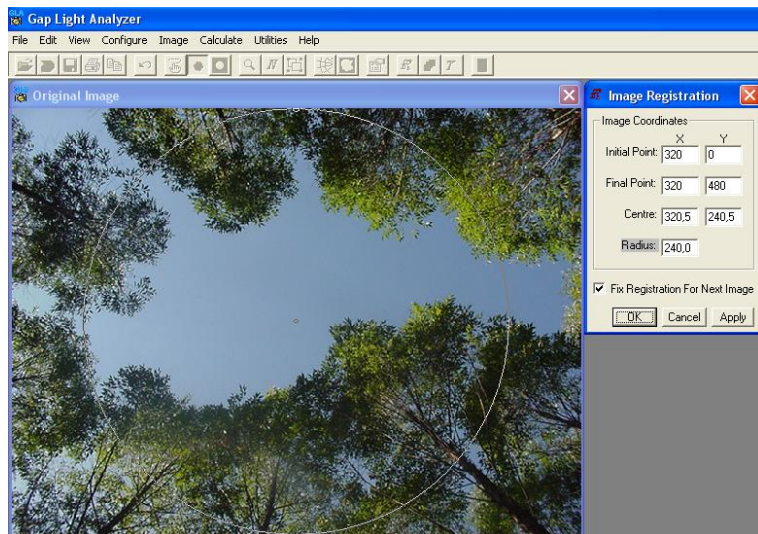 GLA Gap Light Analyzer
File Edit View Configure Image Calculate Utilities Help
GLA Original Image
Image Registration
Image Coordinates
X Y
Initial Point: 320 0
Final Point: 320 480
Centre: 320,5 240,5
Radius: 240,0
Fix Registration For Next Image
OK Cancel Apply